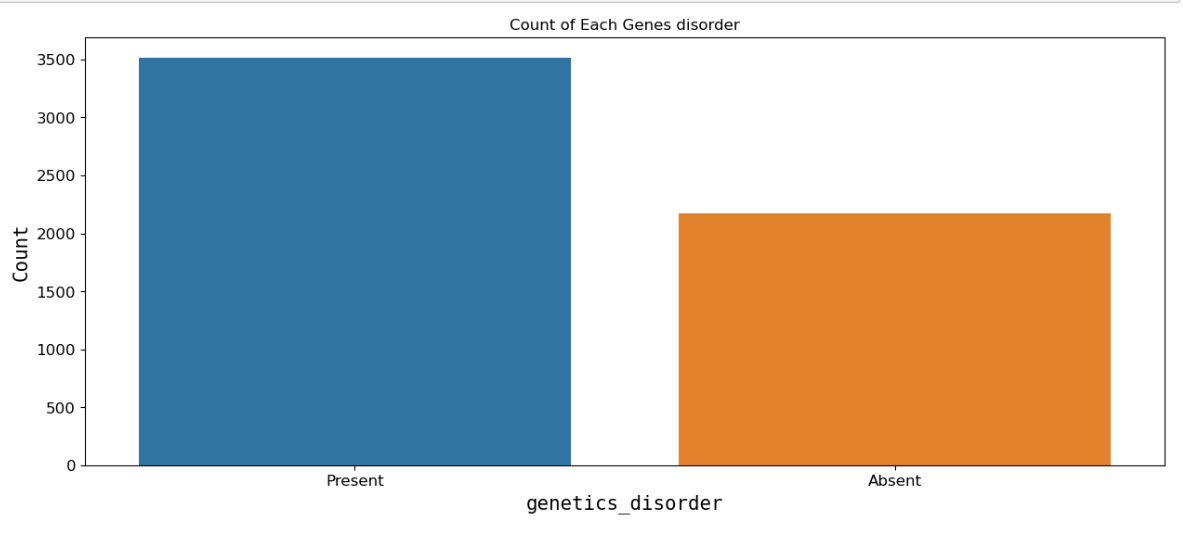 Count of Each Genes disorder
3500
3000
2500
2000
1500
1000
500
0
Count
Present
Absent
genetics_disorder